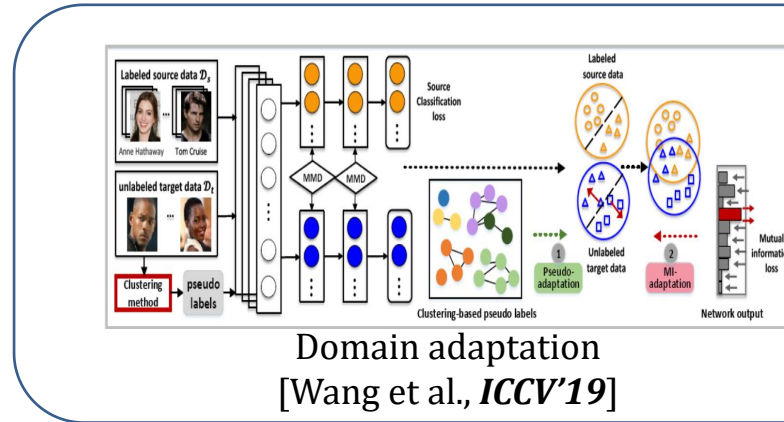 Labeled source data 𝒟ₛ
...
Anne Hathaway Tom Cruise
unlabeled target data 𝒟ₜ
...
Clustering
method
pseudo
labels
MMD MMD
Source
Classification
loss
Clustering-based pseudo labels
Labeled
source data
Unlabeled
target data
1
Pseudo-
adaptation
2
MI-
adaptation
Mutual
information
loss
Network output
Domain adaptation
[Wang et al., ICCV'19]